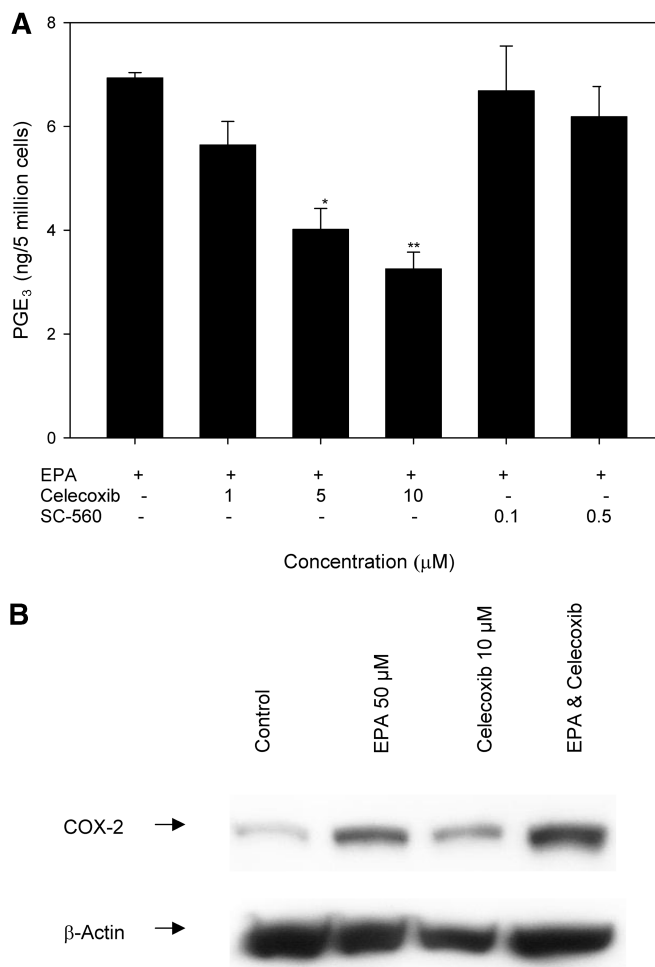 A
8
6
4
2
0
PGE3 (ng/5 million cells)
*
**
EPA + + + + + +
Celecoxib - 1 5 10 - -
SC-560 - - - - 0.1 0.5
Concentration (μM)
B
Control
EPA 50 μM
Celecoxib 10 μM
EPA & Celecoxib
COX-2
β-Actin